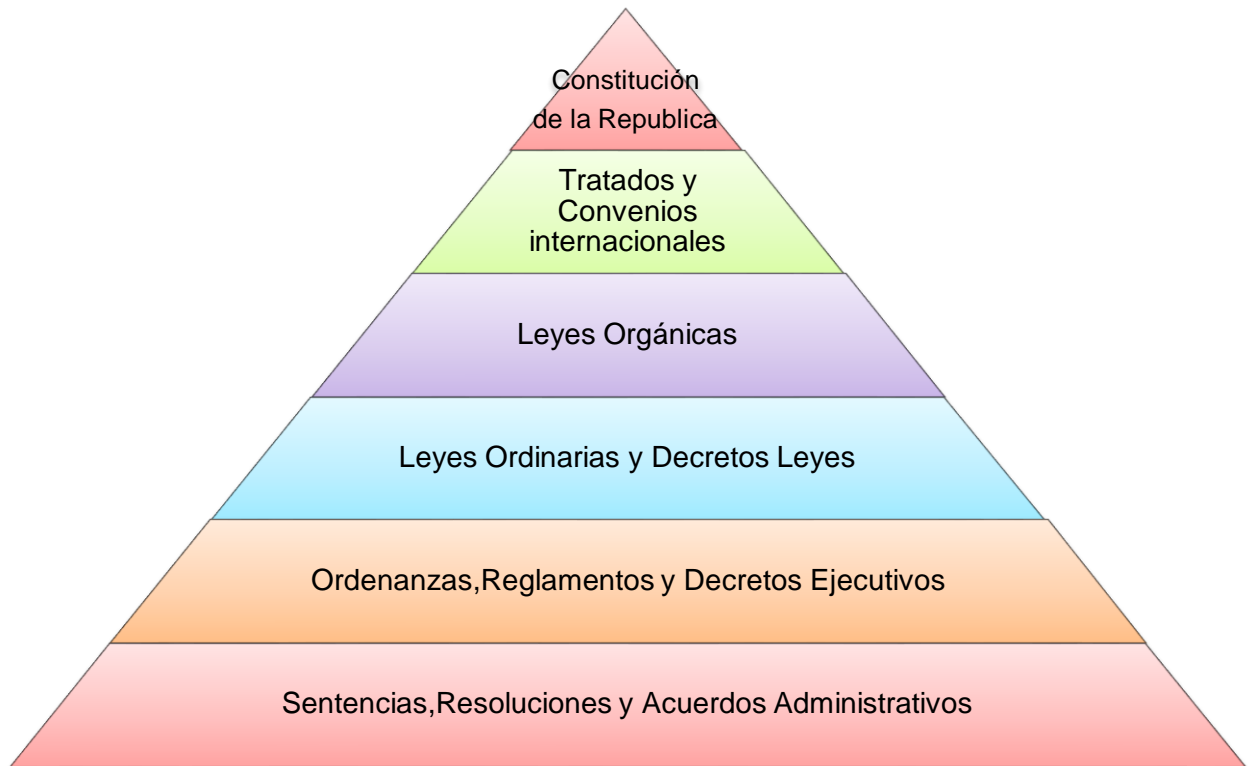 Constitución
de la Republica
Tratados y
Convenios
internacionales
Leyes Orgánicas
Leyes Ordinarias y Decretos Leyes
Ordenanzas,Reglamentos y Decretos Ejecutivos
Sentencias,Resoluciones y Acuerdos Administrativos